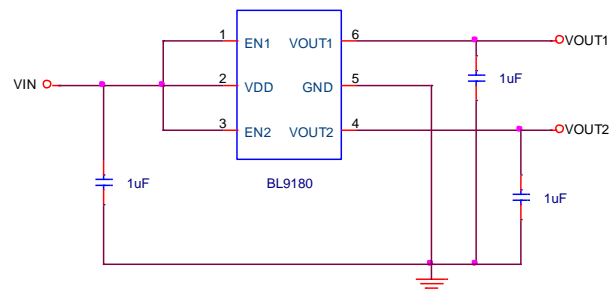 1 EN1 VOUT1 6 VOUT1
VIN 2 VDD GND 5 1uF
3 EN2 VOUT2 4 VOUT2
1uF BL9180 1uF